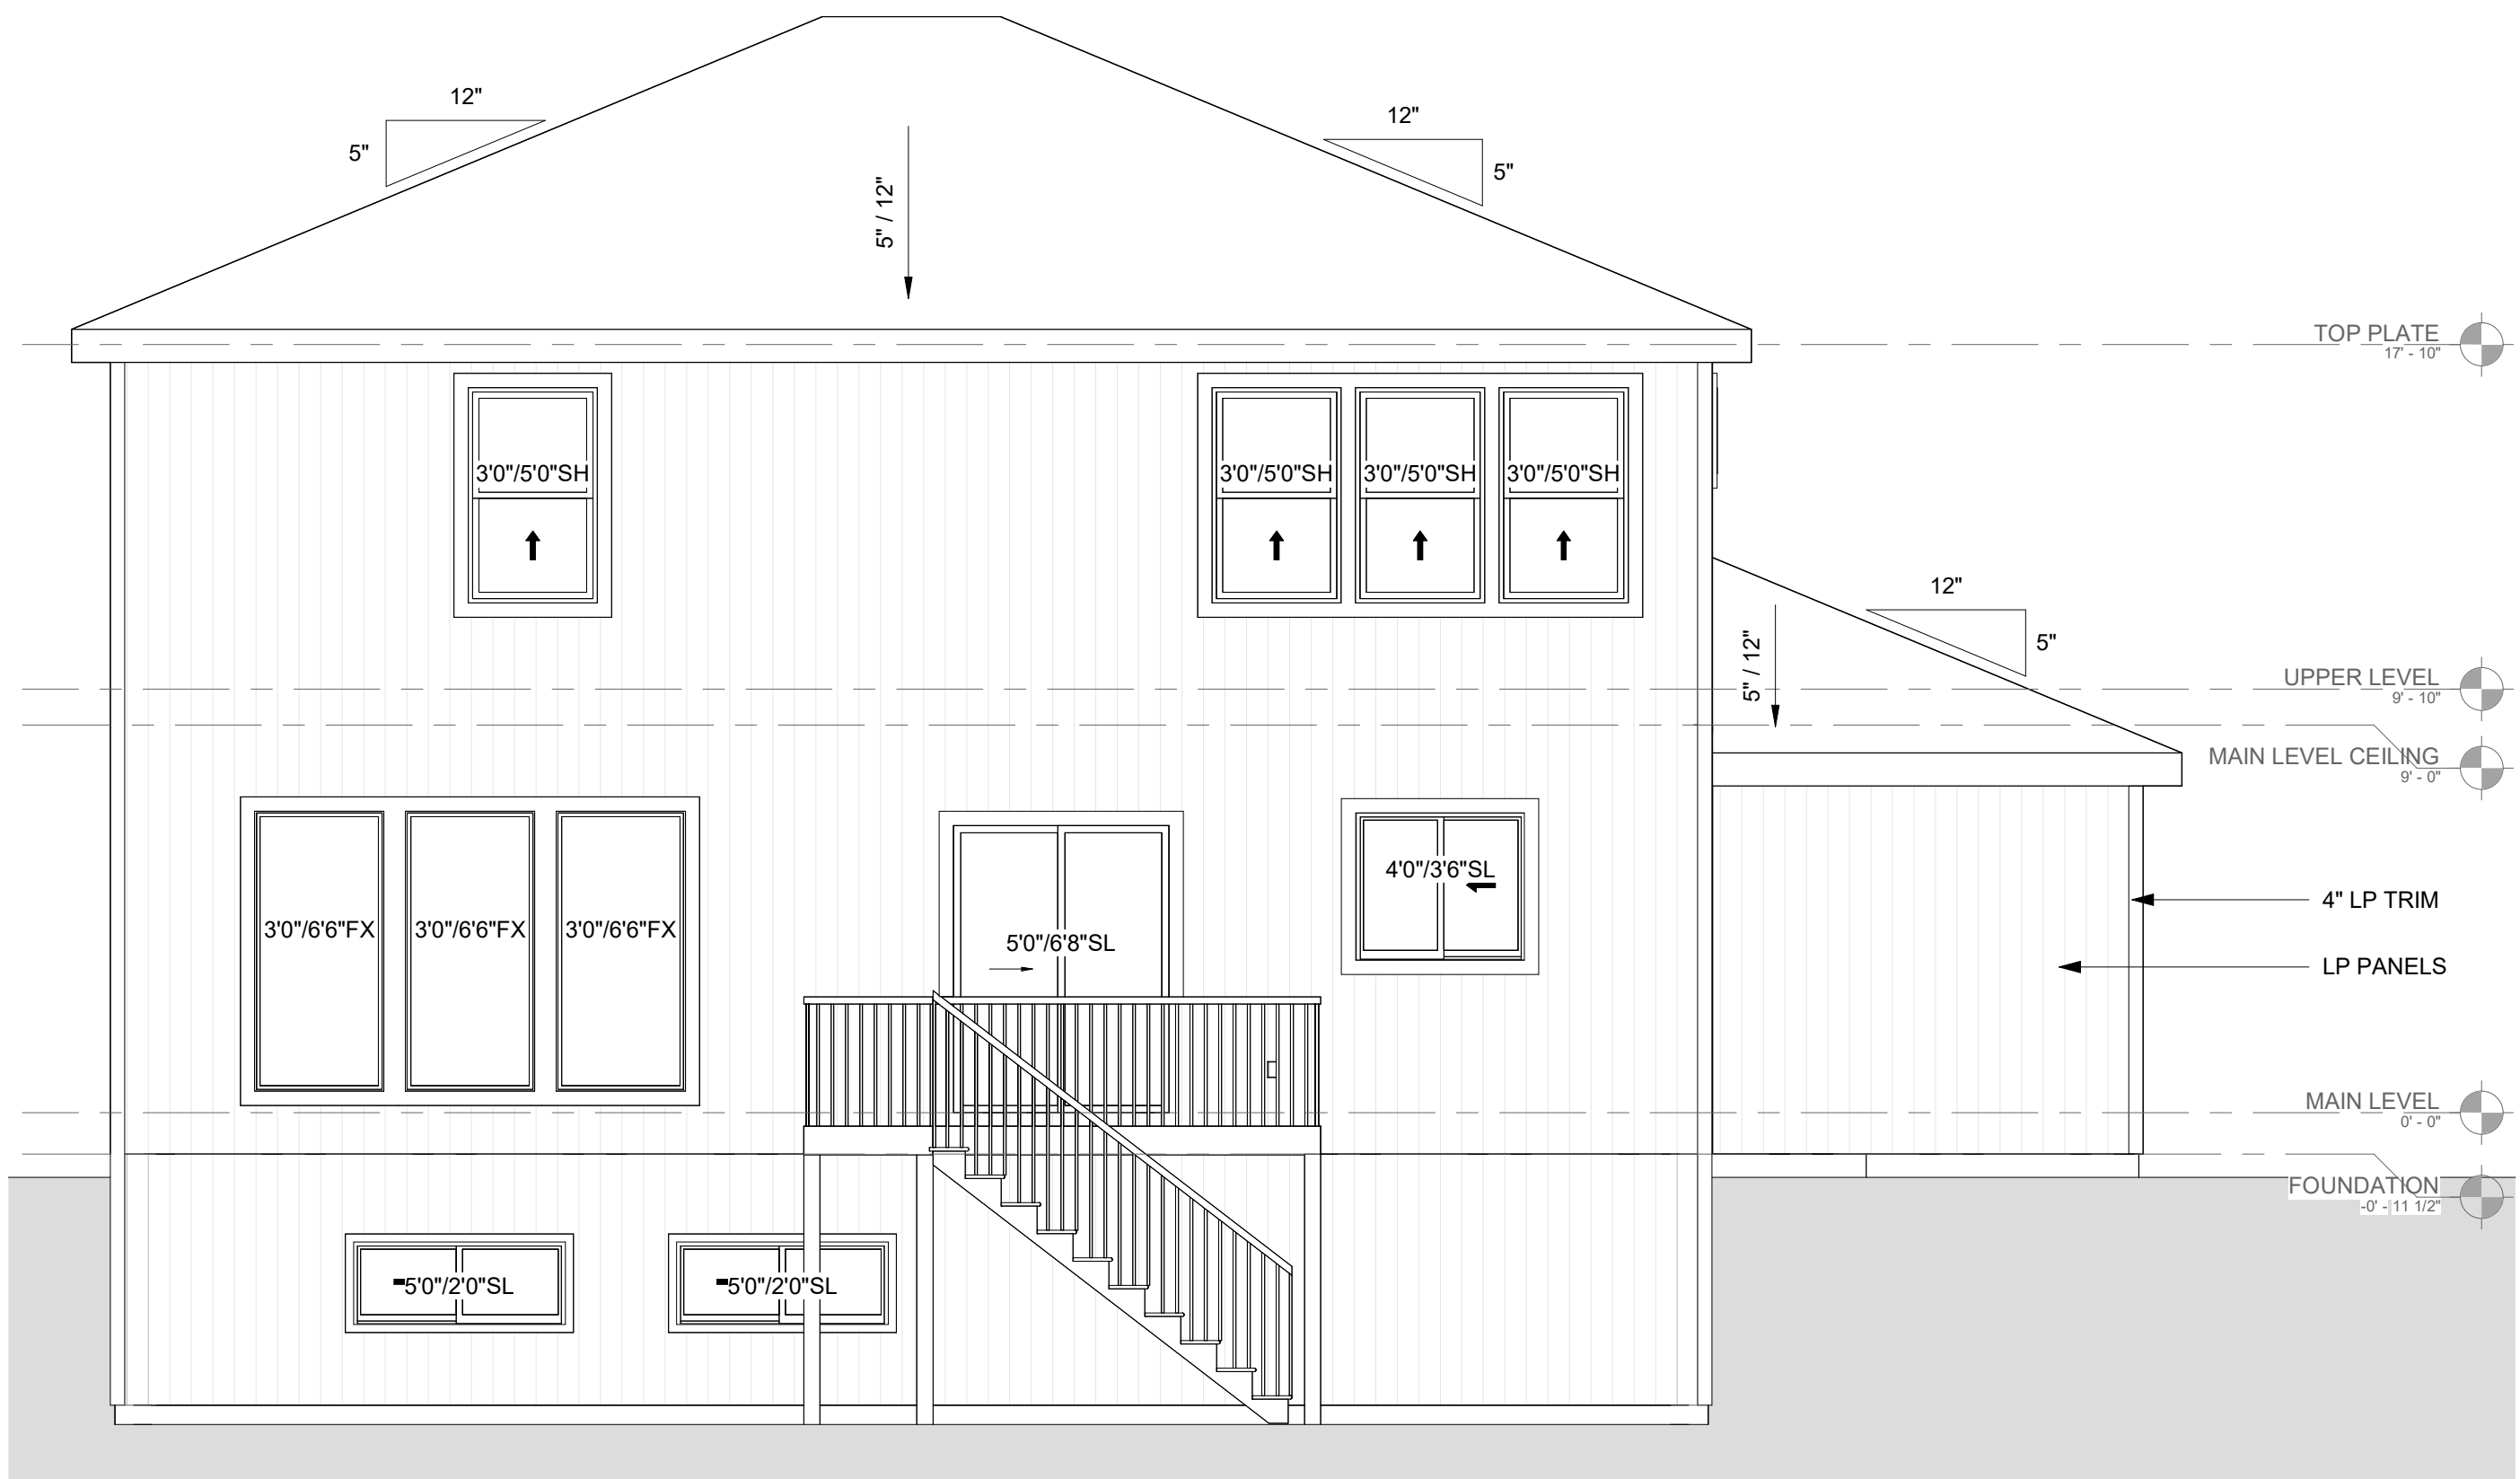 12"
5"
12"
5"
5" / 12"
TOP PLATE
17' - 10"
3'0"/5'0"SH
3'0"/5'0"SH
3'0"/5'0"SH
3'0"/5'0"SH
12"
5"
5" / 12"
UPPER LEVEL
9' - 10"
MAIN LEVEL CEILING
9' - 0"
4'0"/3'6"SL
4" LP TRIM
3'0"/6'6"FX
3'0"/6'6"FX
3'0"/6'6"FX
5'0"/6'8"SL
LP PANELS
MAIN LEVEL
0' - 0"
FOUNDATION
-0' - 11 1/2"
5'0"/2'0"SL
5'0"/2'0"SL